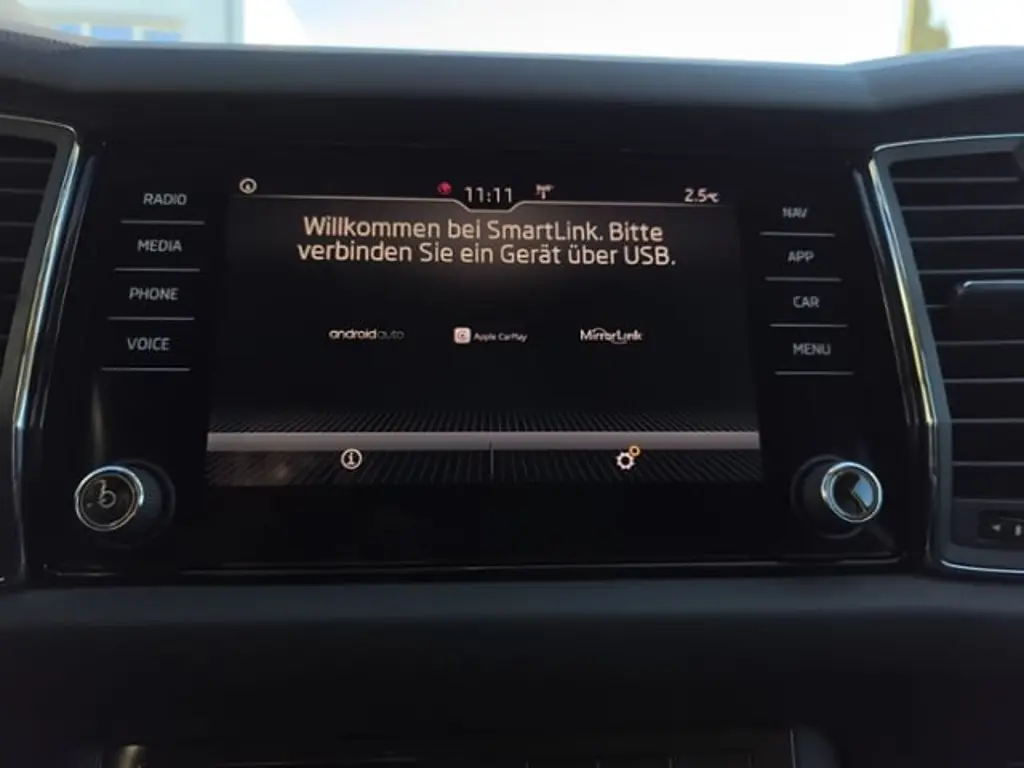 RADIO
MEDIA
PHONE
VOICE
11:11
2.5°C
Willkommen bei SmartLink. Bitte
verbinden Sie ein Gerät über USB.
androidauto
Apple CarPlay
MirrorLink
NAV
APP
CAR
MENU